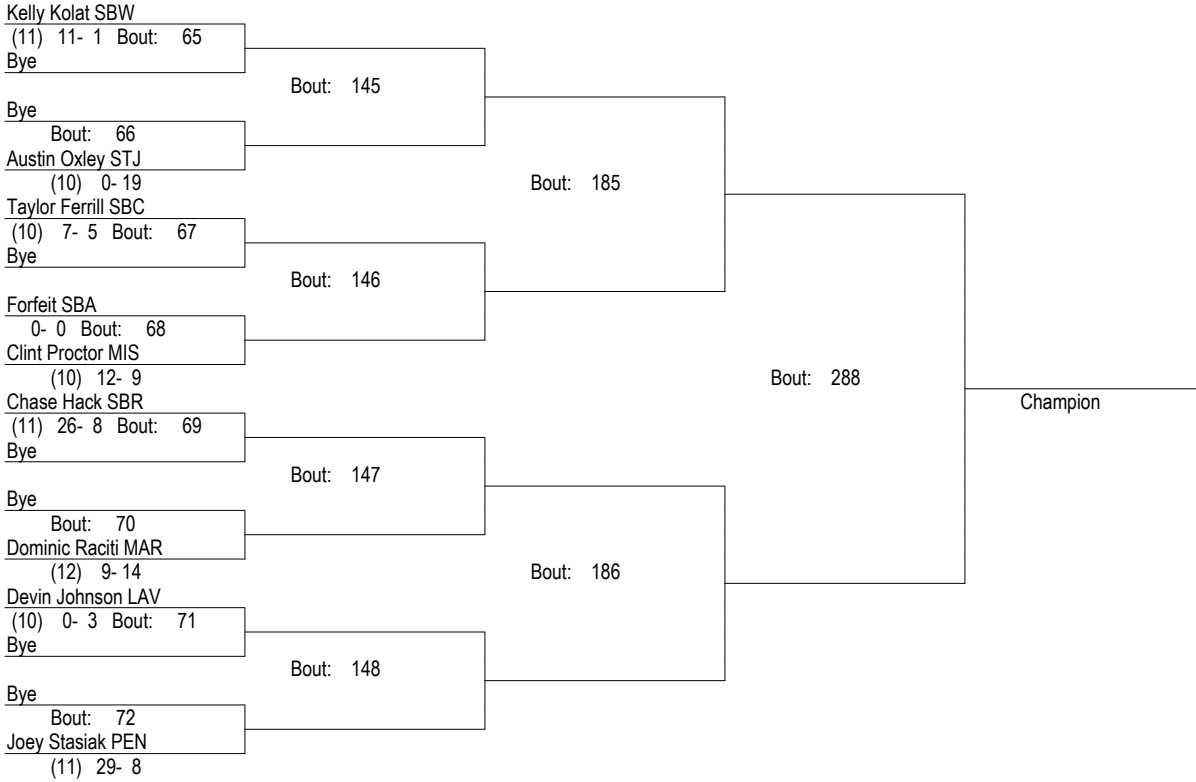 Kelly Kolat SBW
(11) 11- 1 Bout: 65
Bye
Bout: 145
Bye
Bout: 66
Austin Oxley STJ
(10) 0- 19
Bout: 185
Taylor Ferrill SBC
(10) 7- 5 Bout: 67
Bye
Bout: 146
Forfeit SBA
0- 0 Bout: 68
Clint Proctor MIS
(10) 12- 9
Bout: 288
Chase Hack SBR
Champion
(11) 26- 8 Bout: 69
Bye
Bout: 147
Bye
Bout: 70
Dominic Raciti MAR
(12) 9- 14
Bout: 186
Devin Johnson LAV
(10) 0- 3 Bout: 71
Bye
Bout: 148
Bye
Bout: 72
Joey Stasiak PEN
(11) 29- 8